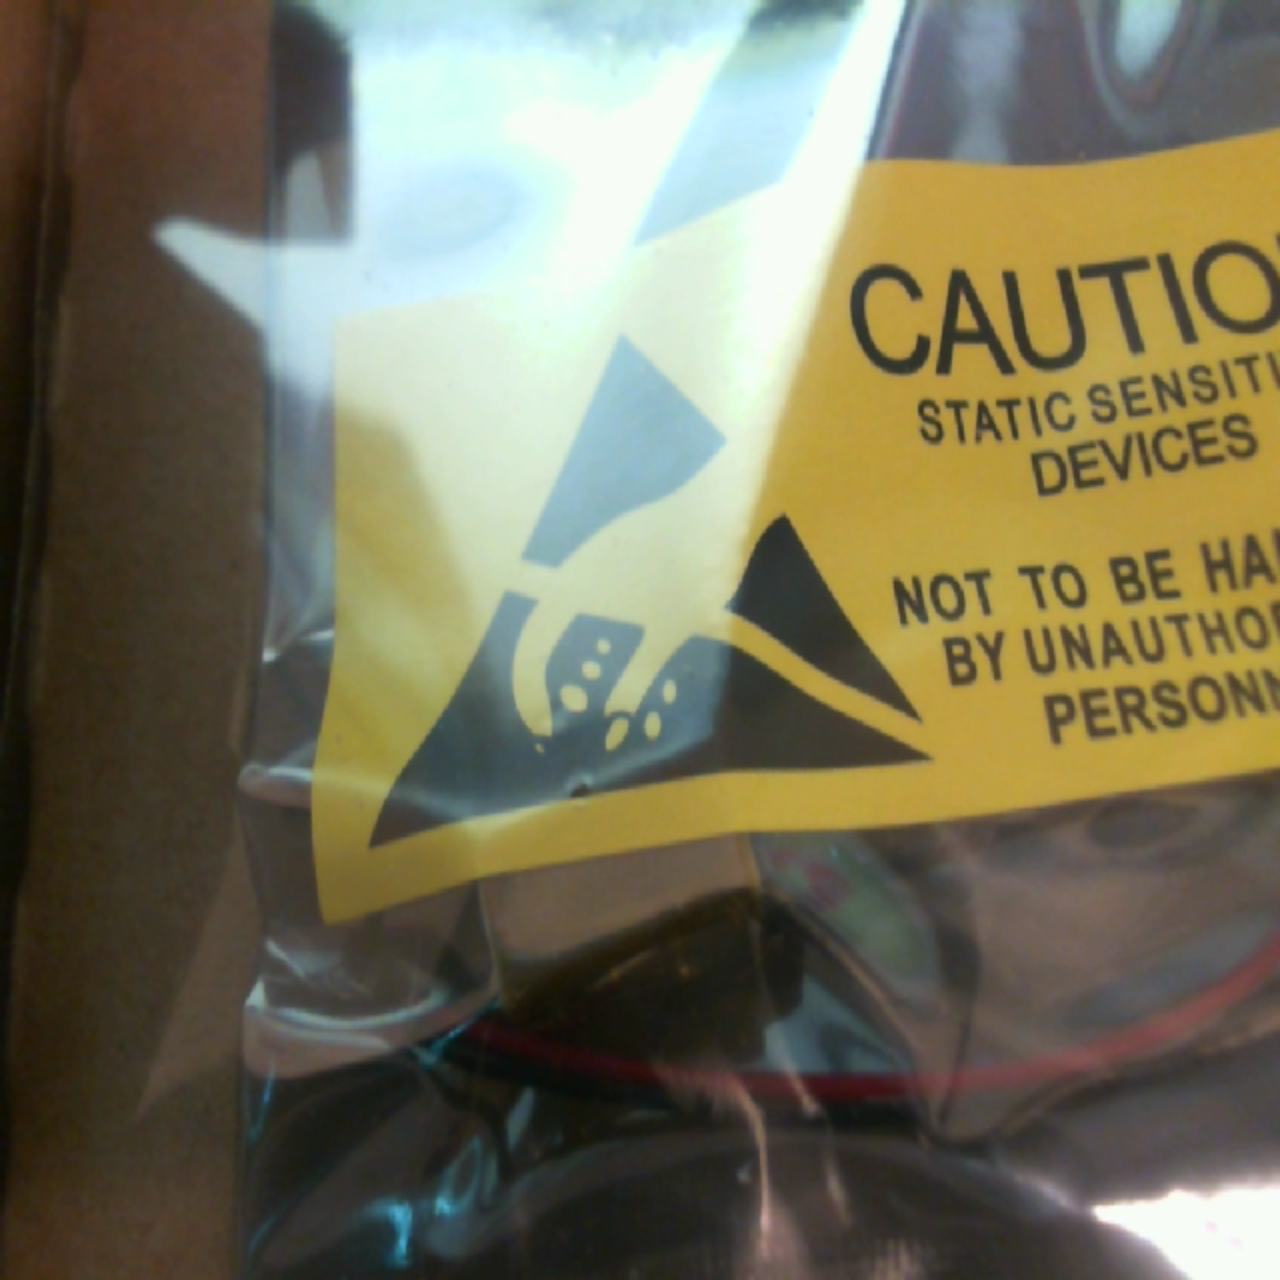 CAUTIO
STATIC SENSITI
DEVICES
NOT TO BE HA
BY UNAUTHO
PERSONN